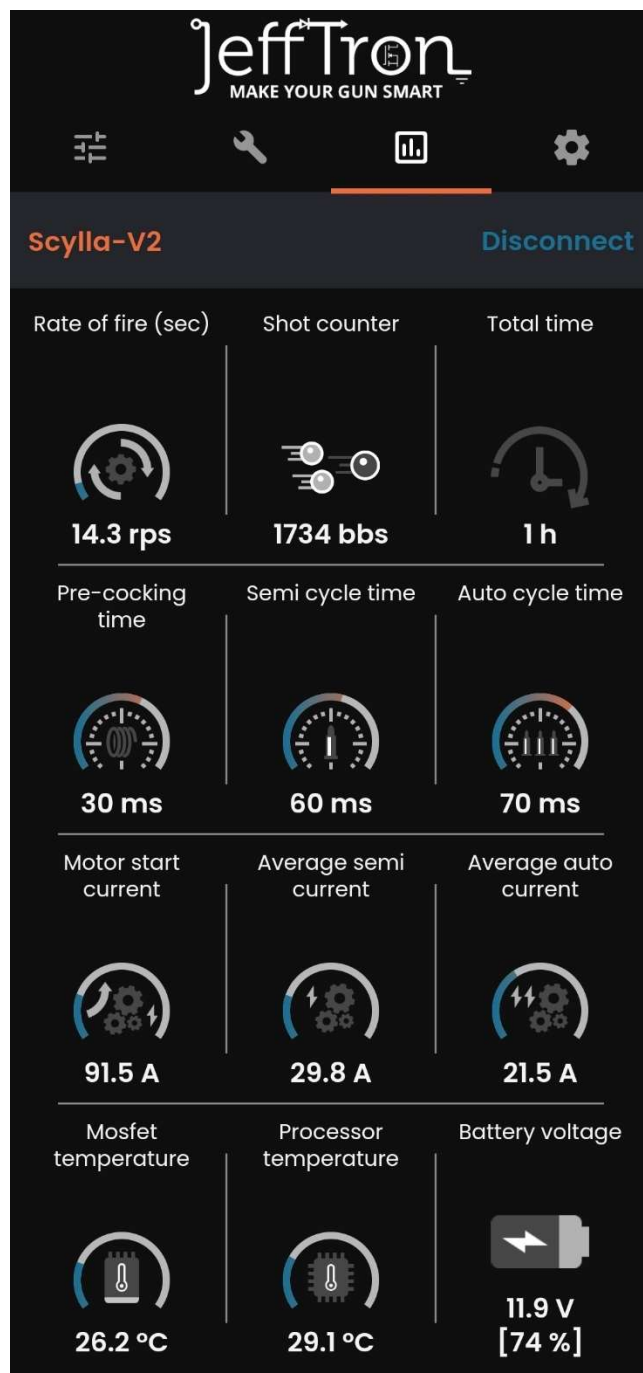 JeffTron
MAKE YOUR GUN SMART
Scylla-V2
Disconnect
Rate of fire (sec)
Shot counter
Total time
14.3 rps
1734 bbs
1 h
Pre-cocking
time
Semi cycle time
Auto cycle time
30 ms
60 ms
70 ms
Motor start
current
Average semi
current
Average auto
current
91.5 A
29.8 A
21.5 A
Mosfet
temperature
Processor
temperature
Battery voltage
26.2 °C
29.1 °C
11.9 V
[74 %]